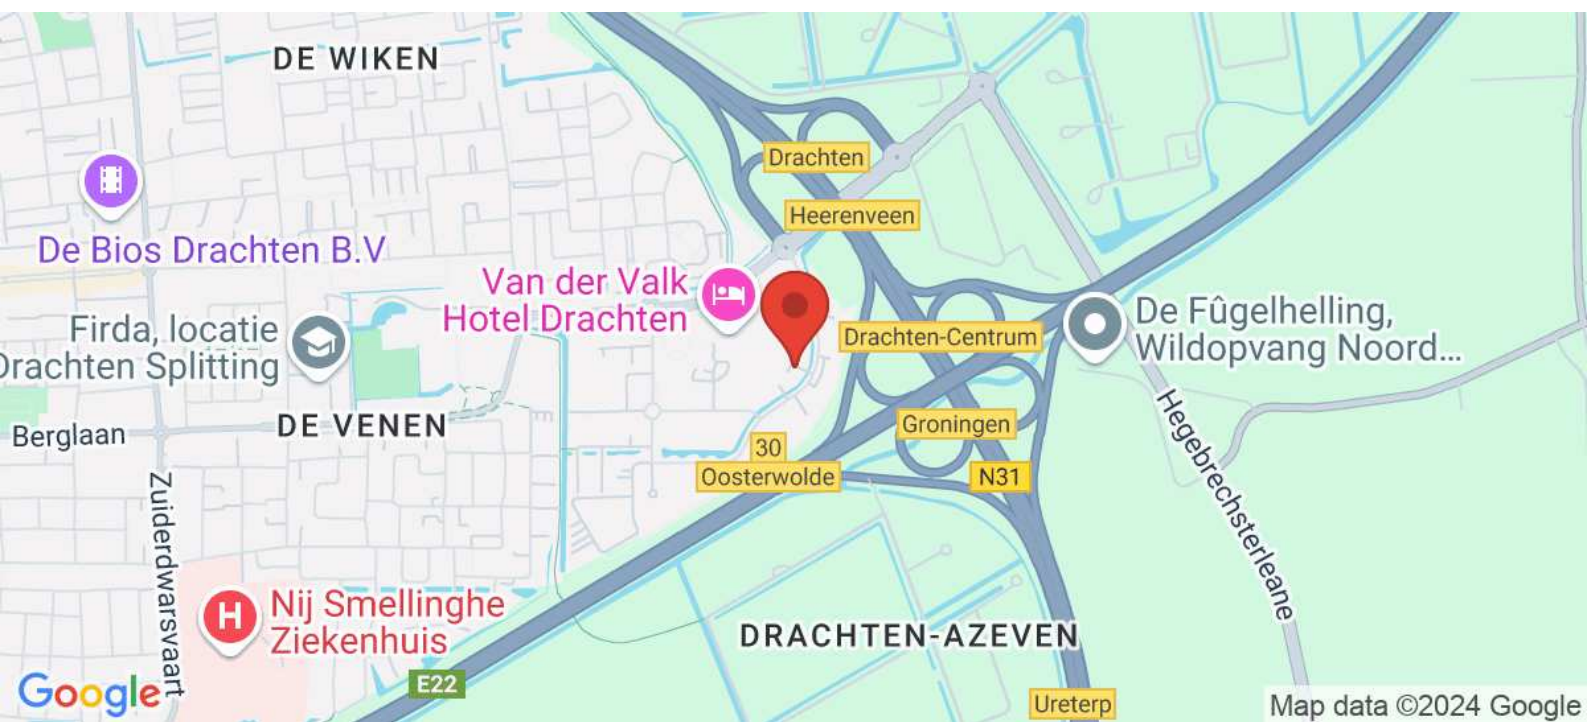 DE WIKEN
Drachten
De Bios Drachten B.V
Heerenveen
Van der Valk
Hotel Drachten
De Fûgelhelling,
Wildopvang Noord...
Firda, locatie
Drachten Splitting
Drachten-Centrum
Berglaan
DE VENEN
Groningen
30
Oosterwolde
N31
Hegebrechsterleane
Zuiderdwarsvaart
H
Nij Smellinghe
Ziekenhuis
DRACHTEN-AZEVEN
E22
Google
Ureterp
Map data ©2024 Google